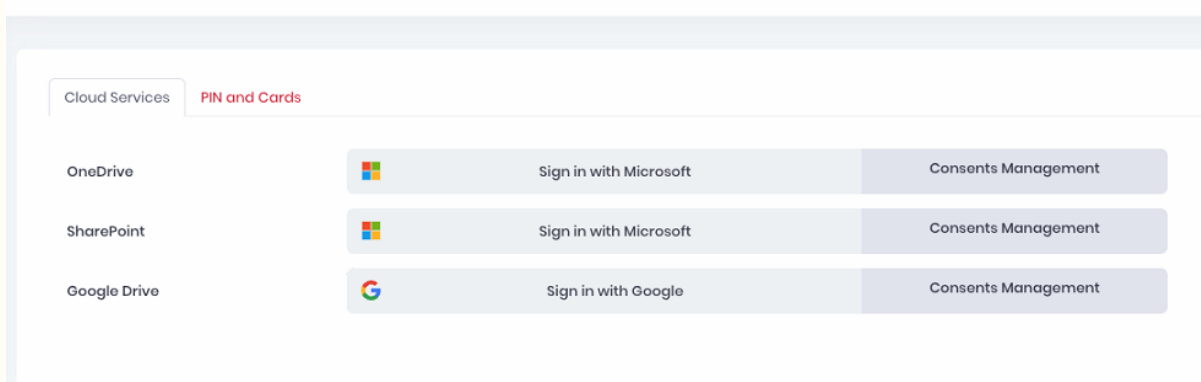 Cloud Services PIN and Cards
OneDrive Sign in with Microsoft Consents Management
SharePoint Sign in with Microsoft Consents Management
Google Drive Sign in with Google Consents Management